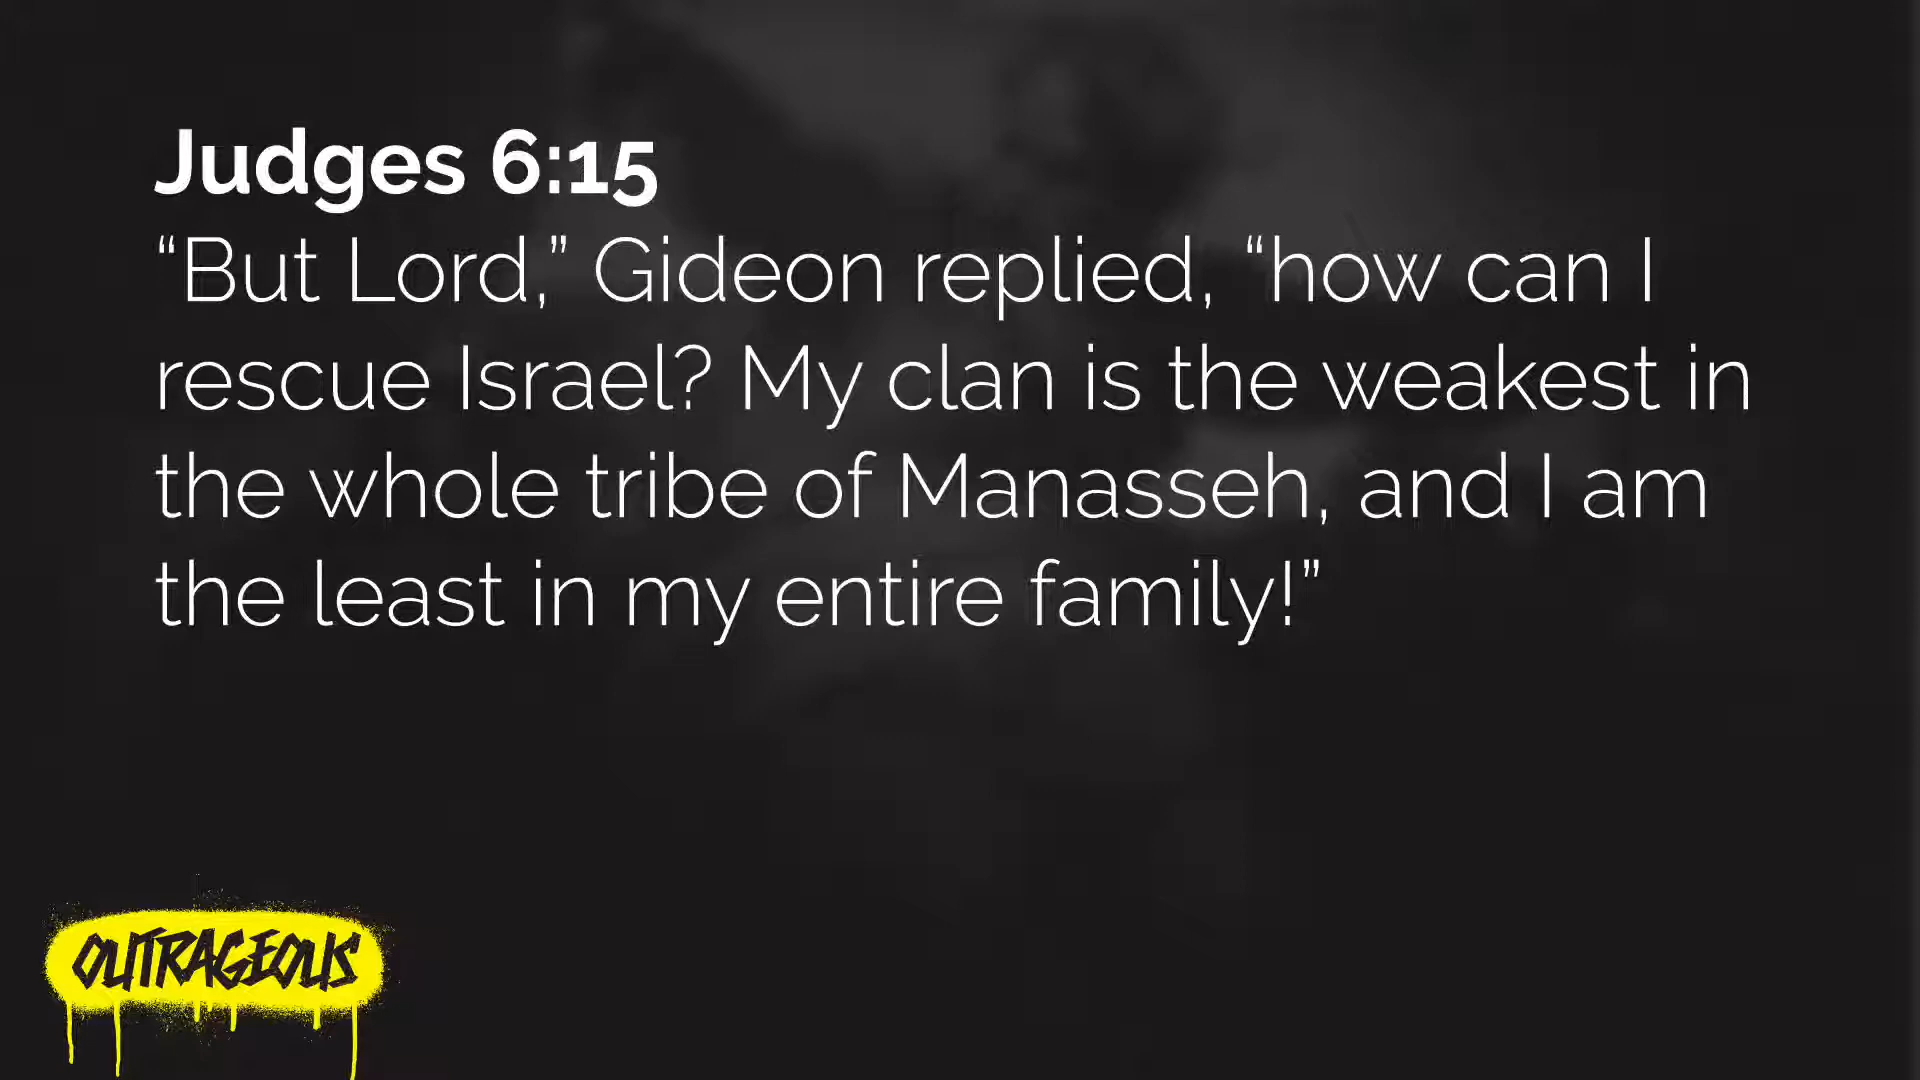 Judges 6:15
“But Lord,” Gideon replied, “how can I
rescue Israel? My clan is the weakest in
the whole tribe of Manasseh, and I am
the least in my entire family!”
OUTRAGEOUS